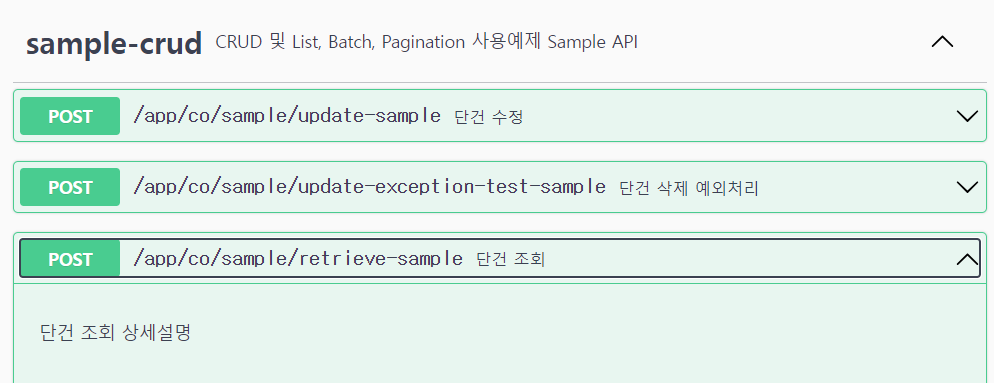 sample-crud CRUD 및 List, Batch, Pagination 사용예제 Sample API
POST /app/co/sample/update-sample 단건 수정
POST /app/co/sample/update-exception-test-sample 단건 삭제 예외처리
POST /app/co/sample/retrieve-sample 단건 조회
단건 조회 상세설명